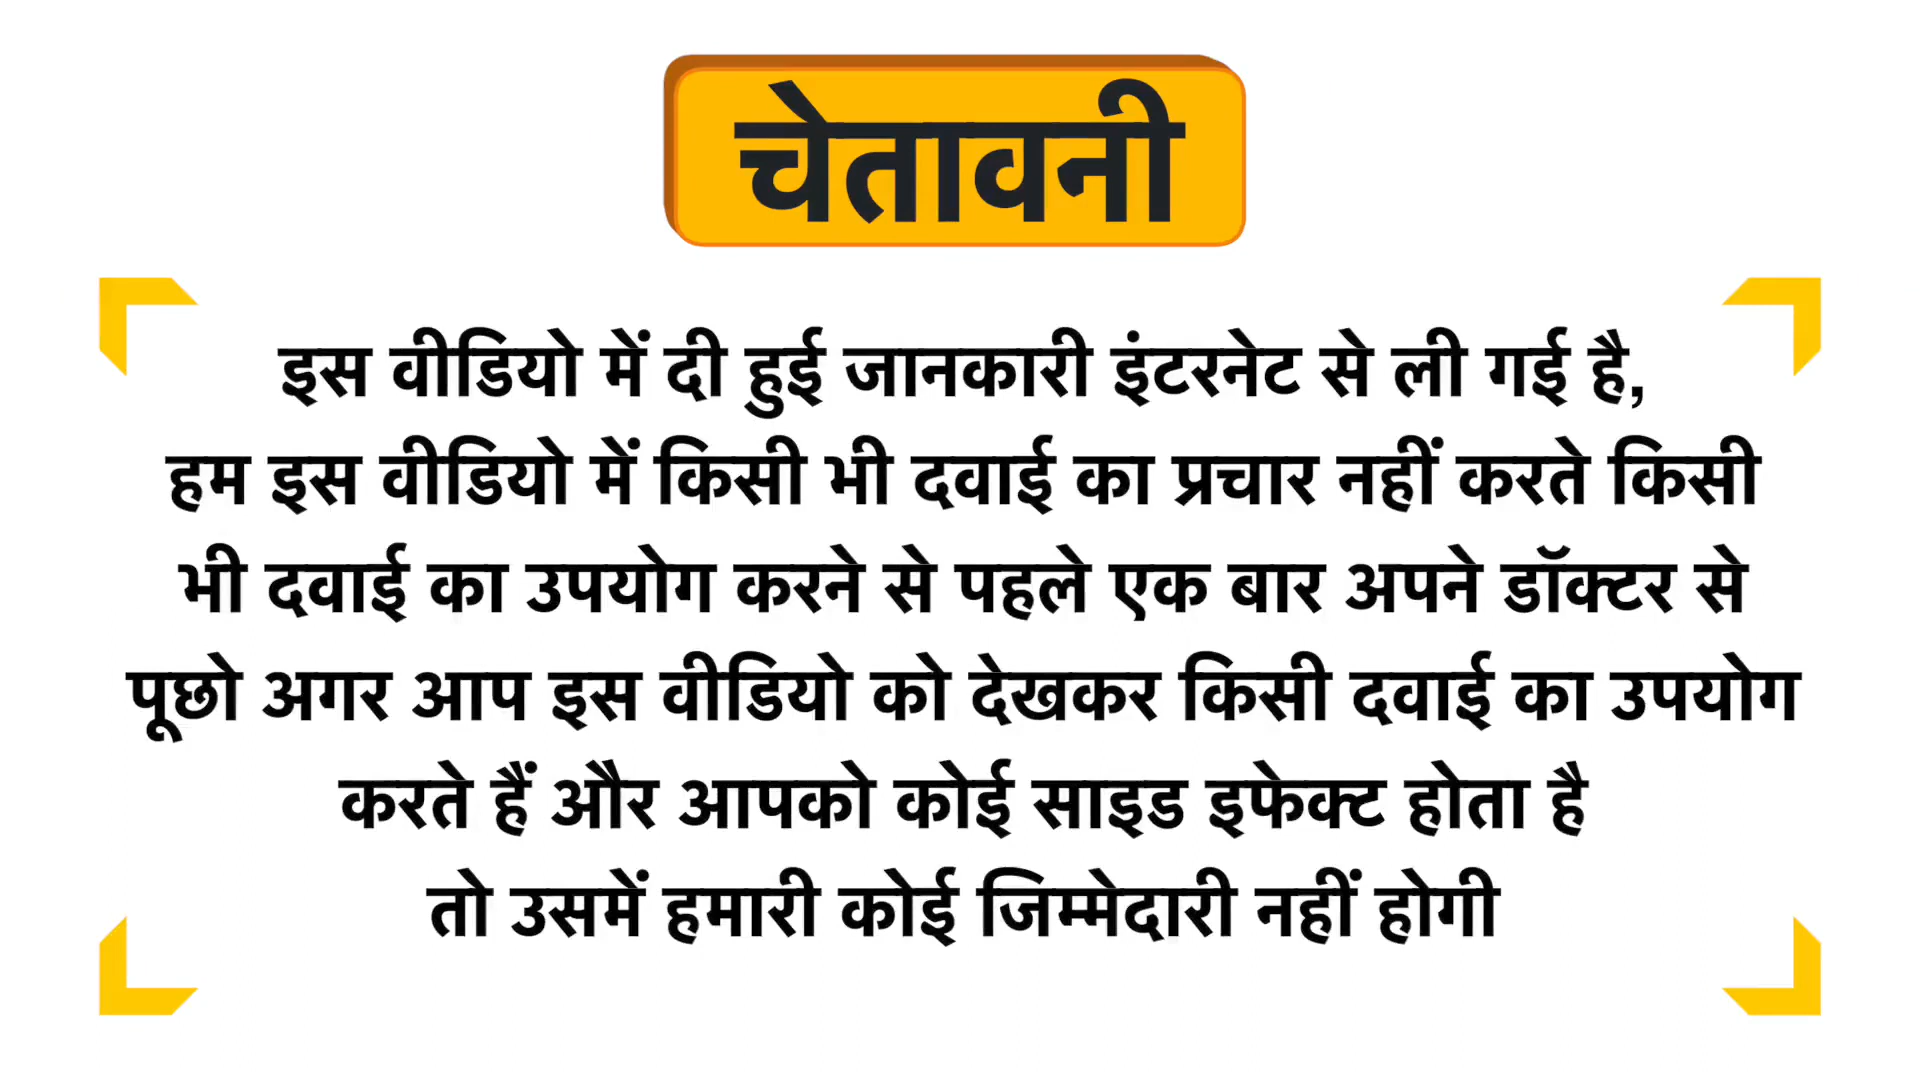 चेतावनी
इस वीडियो में दी हुई जानकारी इंटरनेट से ली गई है,
हम इस वीडियो में किसी भी दवाई का प्रचार नहीं करते किसी
भी दवाई का उपयोग करने से पहले एक बार अपने डॉक्टर से
पूछो अगर आप इस वीडियो को देखकर किसी दवाई का उपयोग
करते हैं और आपको कोई साइड इफेक्ट होता है
तो उसमें हमारी कोई जिम्मेदारी नहीं होगी